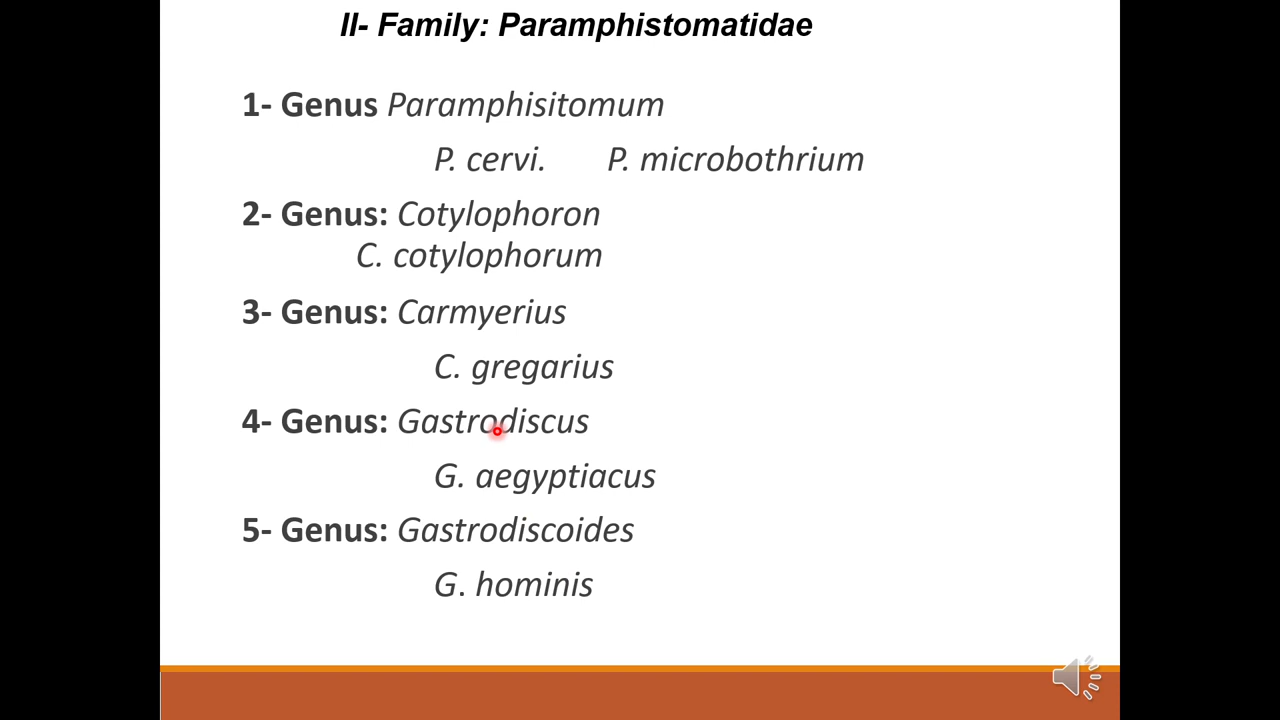 II- Family: Paramphistomatidae
1- Genus Paramphisitomum
P. cervi. P. microbothrium
2- Genus: Cotylophoron
C. cotylophorum
3- Genus: Carmyerius
C. gregarius
4- Genus: Gastrodiscus
G. aegyptiacus
5- Genus: Gastrodiscoides
G. hominis